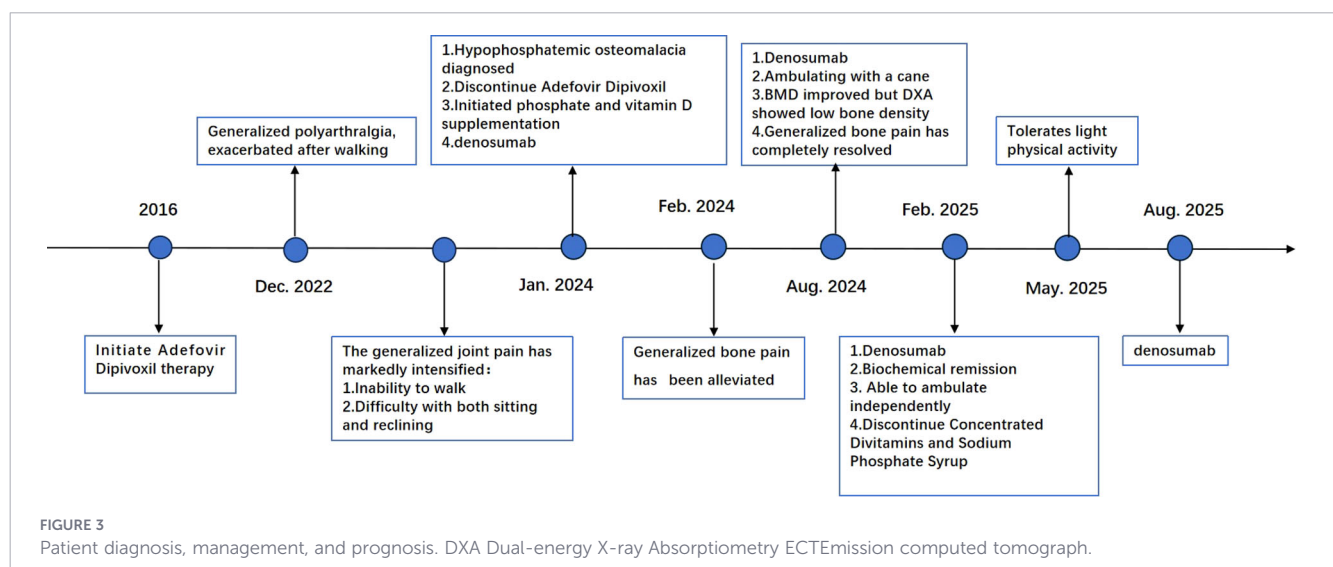 1.Hypophosphatemic osteomalacia
diagnosed
2.Discontinue Adefovir Dipivoxil
3.Initiated phosphate and vitamin D
supplementation
4.denosumab
1.Denosumab
2.Ambulating with a cane
3.BMD improved but DXA
showed low bone density
4.Generalized bone pain has
completely resolved
Generalized polyarthralgia,
exacerbated after walking
Tolerates light
physical activity
2016
Feb. 2024
Feb. 2025
Aug. 2025
Dec. 2022
Jan. 2024
Aug. 2024
May. 2025
Initiate Adefovir
Dipivoxil therapy
The generalized joint pain has
markedly intensified:
1.Inability to walk
2.Difficulty with both sitting
and reclining
Generalized bone pain
has been alleviated
1.Denosumab
2.Biochemical remission
3. Able to ambulate
independently
4.Discontinue Concentrated
Divitamins and Sodium
Phosphate Syrup
denosumab
FIGURE 3
Patient diagnosis, management, and prognosis. DXA Dual-energy X-ray Absorptiometry ECTEmission computed tomograph.